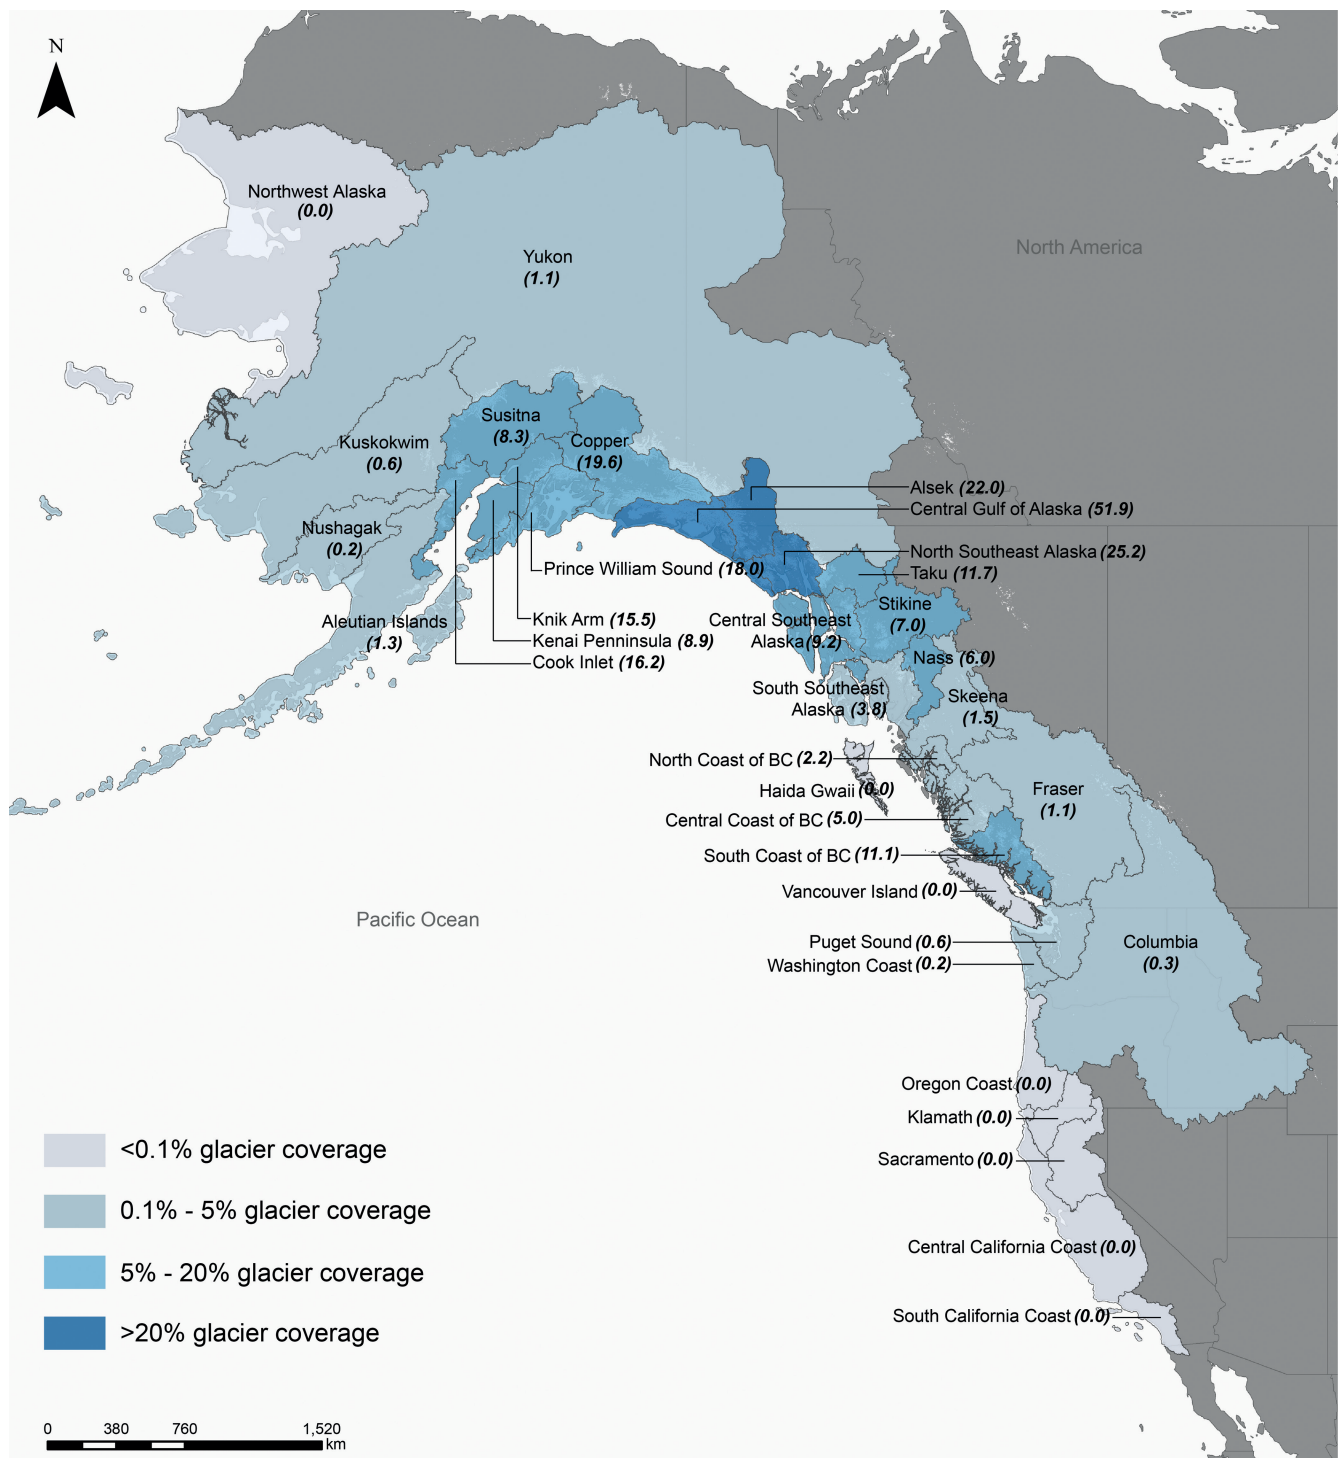 N
Northwest Alaska
(0.0)
North America
Yukon
(1.1)
Susitna
(8.3)
Copper
(19.6)
Kuskokwim
(0.6)
Alsek (22.0)
Central Gulf of Alaska (51.9)
Nushagak
(0.2)
North Southeast Alaska (25.2)
Prince William Sound (18.0)
Taku (11.7)
Stikine
(7.0)
Aleutian Islands
(1.3)
Knik Arm (15.5)
Kenai Penninsula (8.9)
Cook Inlet (16.2)
Central Southeast
Alaska (9.2)
Nass (6.0)
South Southeast
Alaska (3.8)
Skeena
(1.5)
North Coast of BC (2.2)
Haida Gwaii (0.0)
Fraser
(1.1)
Central Coast of BC (5.0)
South Coast of BC (11.1)
Vancouver Island (0.0)
Pacific Ocean
Puget Sound (0.6)
Washington Coast (0.2)
Columbia
(0.3)
Oregon Coast (0.0)
Klamath (0.0)
Sacramento (0.0)
Central California Coast (0.0)
South California Coast (0.0)
<0.1% glacier coverage
0.1% - 5% glacier coverage
5% - 20% glacier coverage
>20% glacier coverage
0 380 760 1,520
km